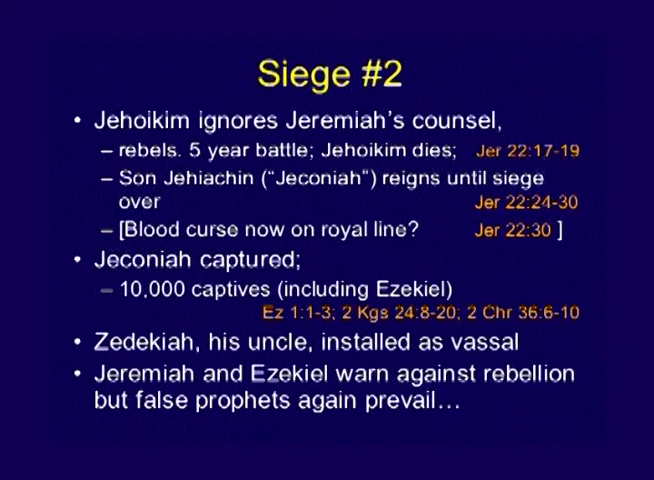 Siege #2
• Jehoikim ignores Jeremiah's counsel,
– rebels. 5 year battle; Jehoikim dies; Jer 22:17-19
– Son Jehiachin ("Jeconiah") reigns until siege
over Jer 22:24-30
– [Blood curse now on royal line? Jer 22:30 ]
• Jeconiah captured;
– 10,000 captives (including Ezekiel)
Ez 1:1-3; 2 Kgs 24:8-20; 2 Chr 36:6-10
• Zedekiah, his uncle, installed as vassal
• Jeremiah and Ezekiel warn against rebellion
but false prophets again prevail…